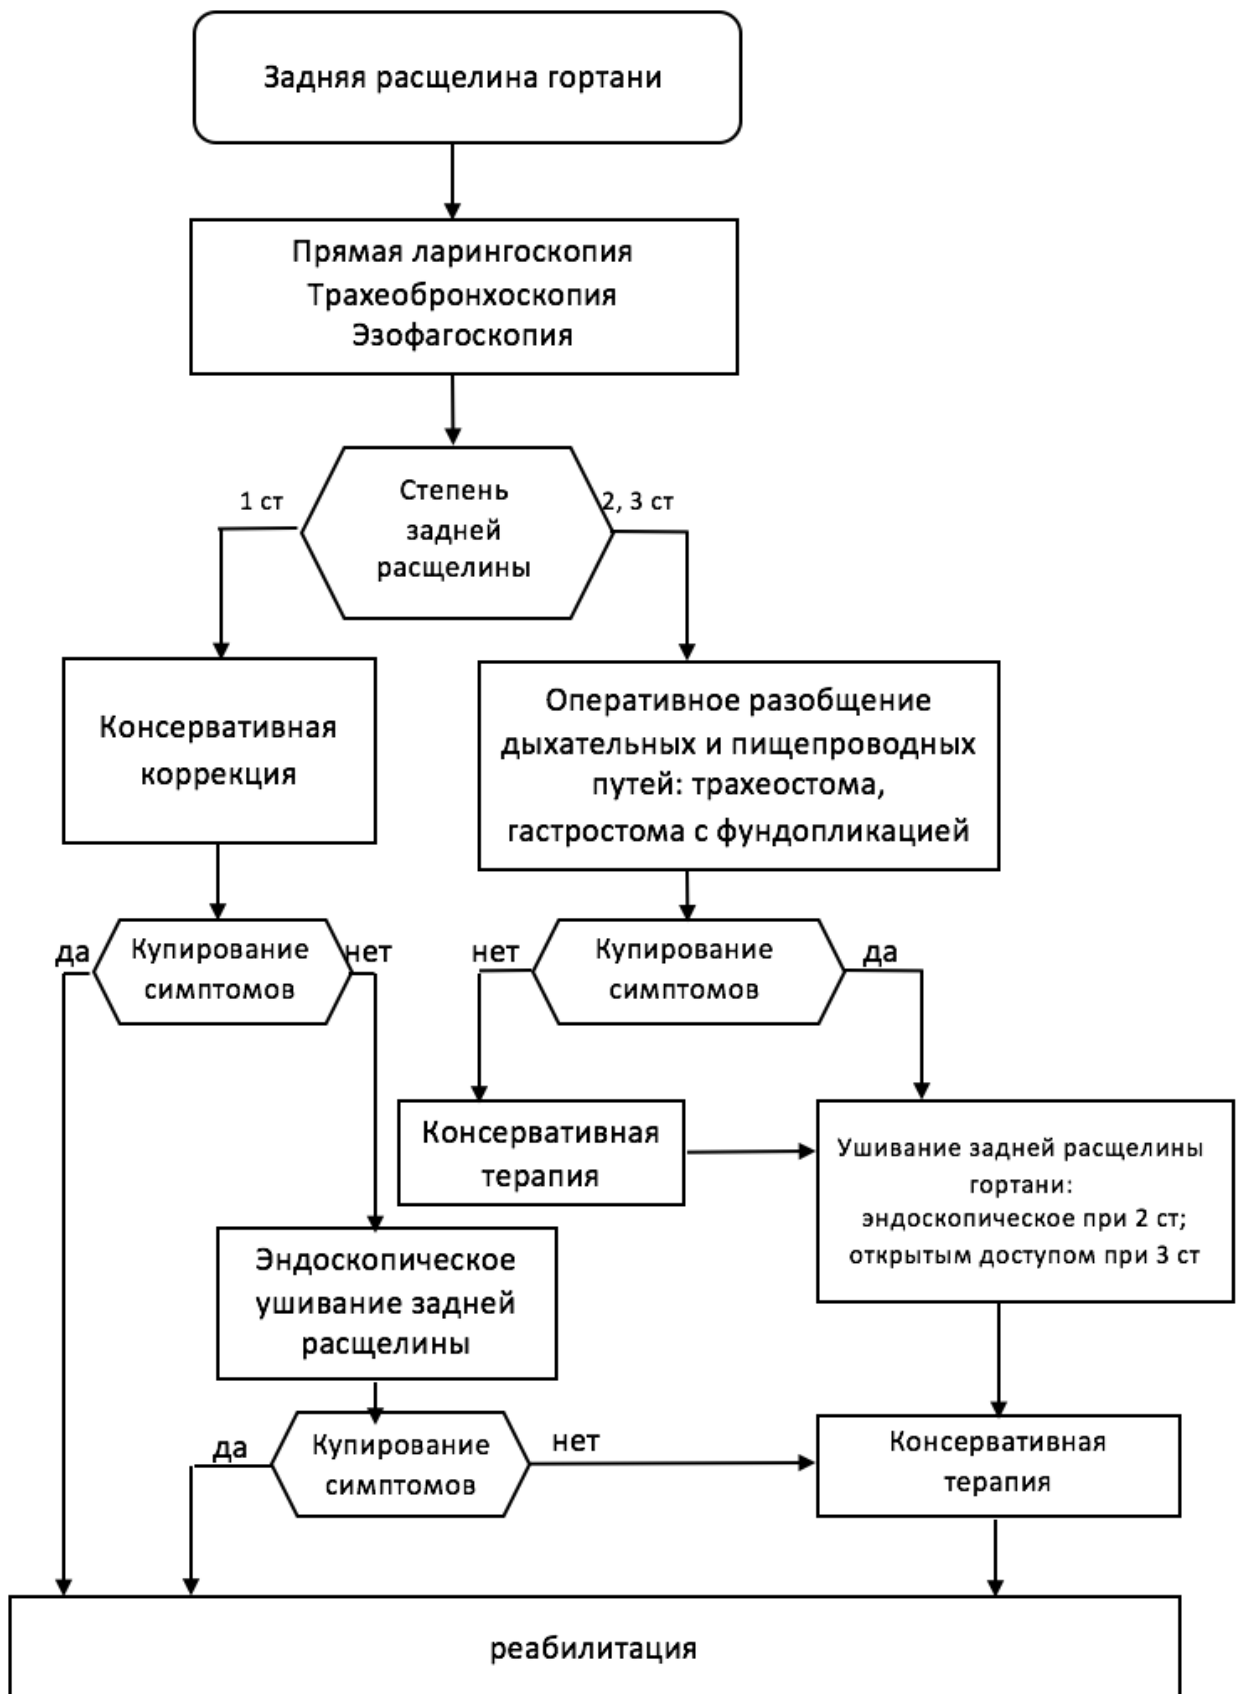 Задняя расщелина гортани
Прямая ларингоскопия
Трахеобронхоскопия
Эзофагоскопия
1 ст
Степень
задней
расщелины
2, 3 ст
Консервативная
коррекция
Оперативное разобщение
дыхательных и пищепроводных
путей: трахеостома,
гастростома с фундопликацией
да
Купирование
симптомов
нет
нет
Купирование
симптомов
да
Консервативная
терапия
Ушивание задней расщелины
гортани:
эндоскопическое при 2 ст;
открытым доступом при 3 ст
Эндоскопическое
ушивание задней
расщелины
да
Купирование
симптомов
нет
Консервативная
терапия
реабилитация